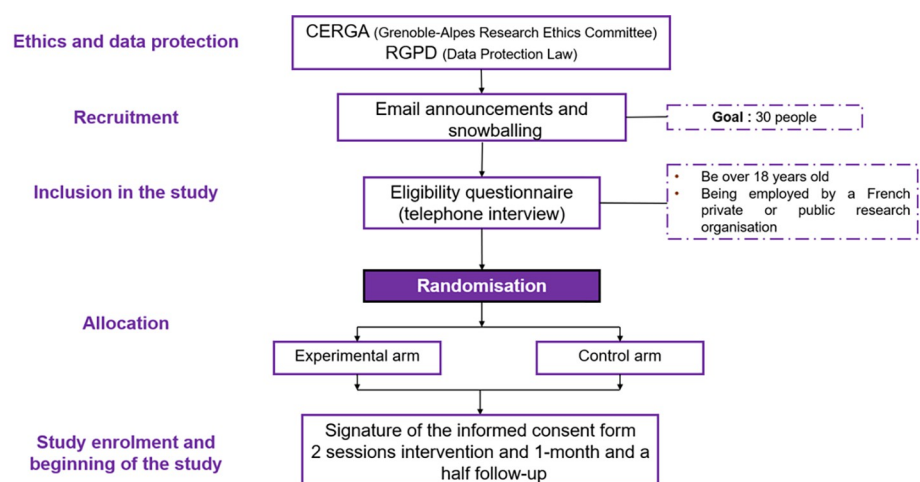 Ethics and data protection
CERGA (Grenoble-Alpes Research Ethics Committee)
RGPD (Data Protection Law)
Recruitment
Email announcements and
snowballing
Goal : 30 people
Inclusion in the study
Eligibility questionnaire
(telephone interview)
• Be over 18 years old
• Being employed by a French
private or public research
organisation
Randomisation
Allocation
Experimental arm
Control arm
Study enrolment and
beginning of the study
Signature of the informed consent form
2 sessions intervention and 1-month and a
half follow-up